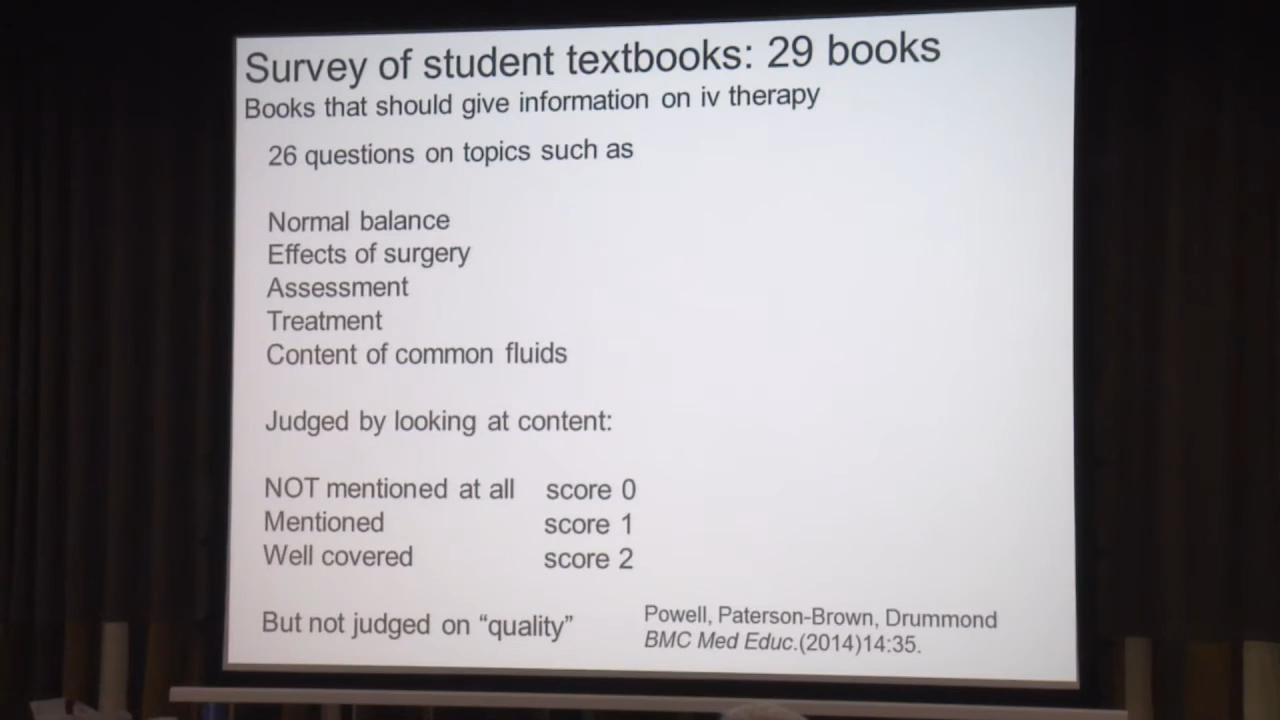 Survey of student textbooks: 29 books
Books that should give information on iv therapy
26 questions on topics such as
Normal balance
Effects of surgery
Assessment
Treatment
Content of common fluids
Judged by looking at content:
NOT mentioned at all score 0
Mentioned score 1
Well covered score 2
But not judged on “quality”
Powell, Paterson-Brown, Drummond
BMC Med Educ.(2014)14:35.